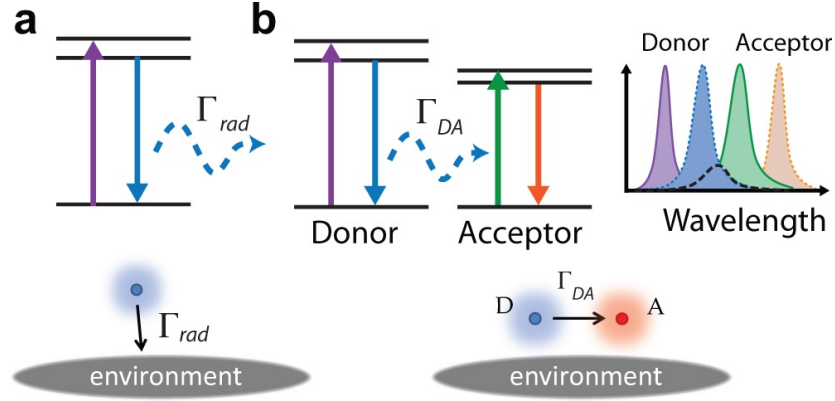 a
Γrad
b
ΓDA
Donor
Acceptor
Donor Acceptor
Wavelength
Γrad
environment
D
ΓDA
A
environment